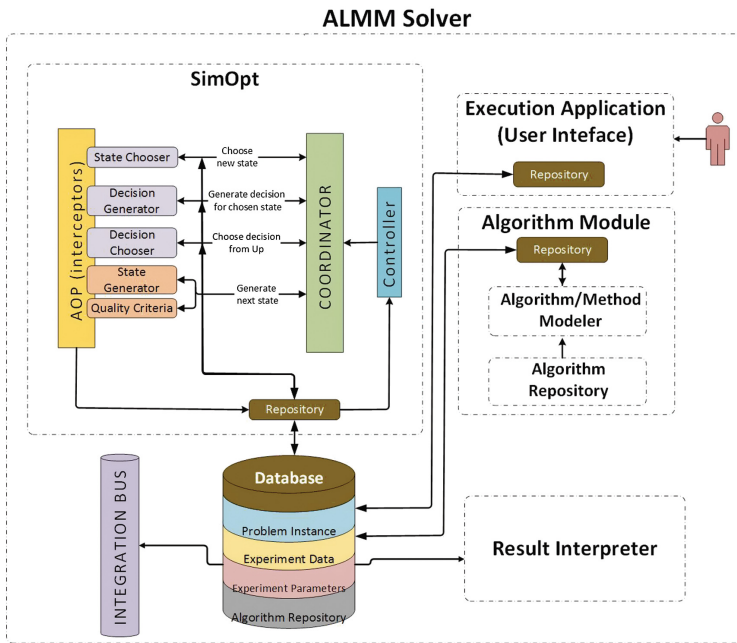 ALMM Solver
SimOpt
AOP (interceptors)
State Chooser
Decision
Generator
Decision
Chooser
State
Generator
Quality Criteria
Choose
new state
Generate decision
for chosen state
Choose decision
from Up
Generate
next state
COORDINATOR
Controller
Repository
Execution Application
(User Inteface)
Repository
Algorithm Module
Repository
Algorithm/Method
Modeler
Algorithm
Repository
INTEGRATION BUS
Database
Problem Instance
Experiment Data
Experiment Parameters
Algorithm Repository
Result Interpreter